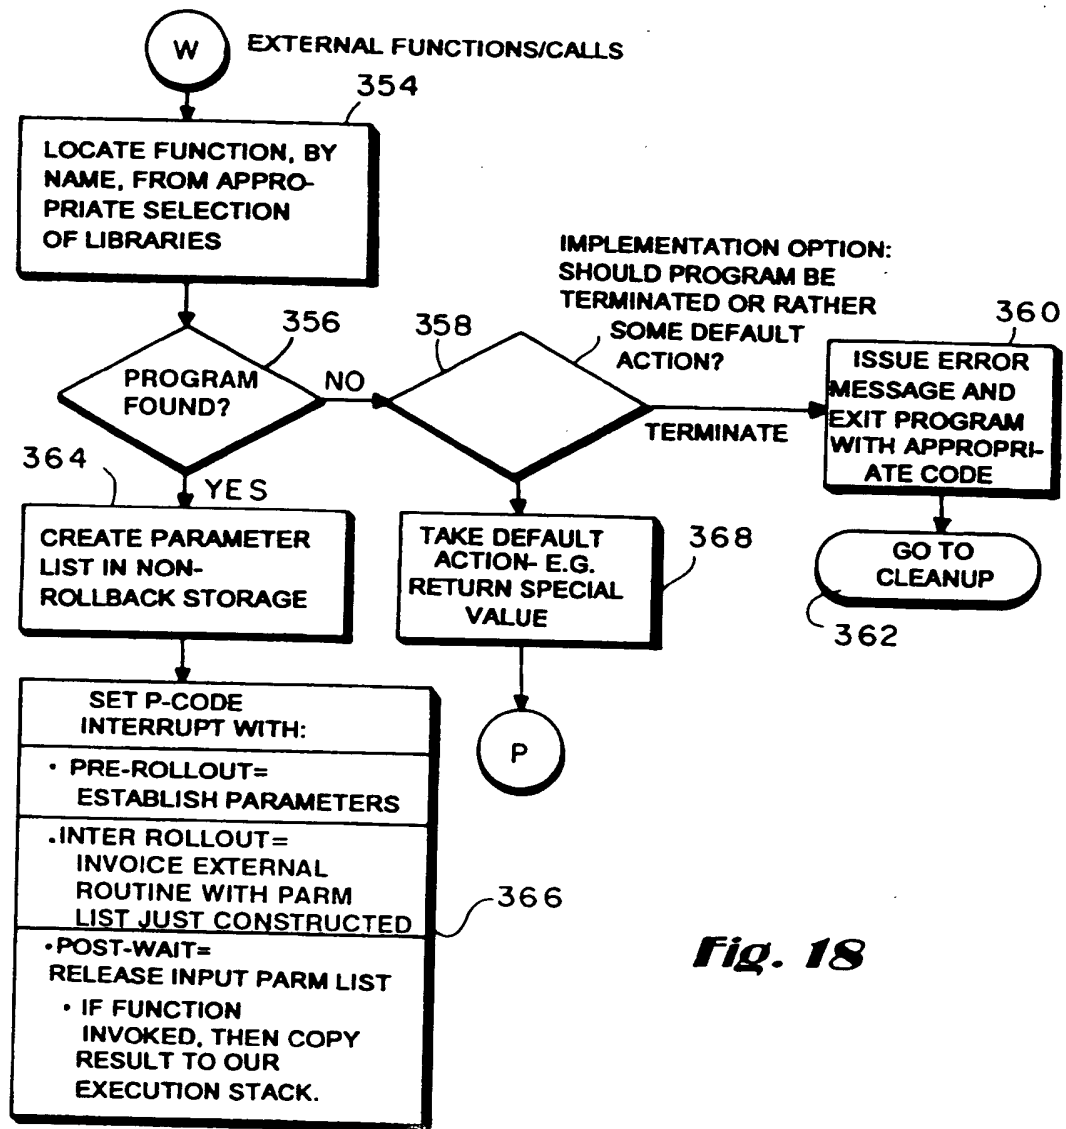 W
EXTERNAL FUNCTIONS/CALLS
354
LOCATE FUNCTION, BY
NAME, FROM APPRO-
PRIATE SELECTION
OF LIBRARIES
IMPLEMENTATION OPTION:
SHOULD PROGRAM BE
TERMINATED OR RATHER
SOME DEFAULT
ACTION?
356
358
360
PROGRAM
FOUND?
NO
TERMINATE
ISSUE ERROR
MESSAGE AND
EXIT PROGRAM
WITH APPROPRI-
ATE CODE
364
YES
CREATE PARAMETER
LIST IN NON-
ROLLBACK STORAGE
TAKE DEFAULT
ACTION- E.G.
RETURN SPECIAL
VALUE
368
GO TO
CLEANUP
362
SET P-CODE
INTERRUPT WITH:
• PRE-ROLLOUT=
ESTABLISH PARAMETERS
P
.INTER ROLLOUT=
INVOICE EXTERNAL
ROUTINE WITH PARM
LIST JUST CONSTRUCTED
366
•POST-WAIT=
RELEASE INPUT PARM LIST
• IF FUNCTION
INVOKED, THEN COPY
RESULT TO OUR
EXECUTION STACK.
Fig. 18